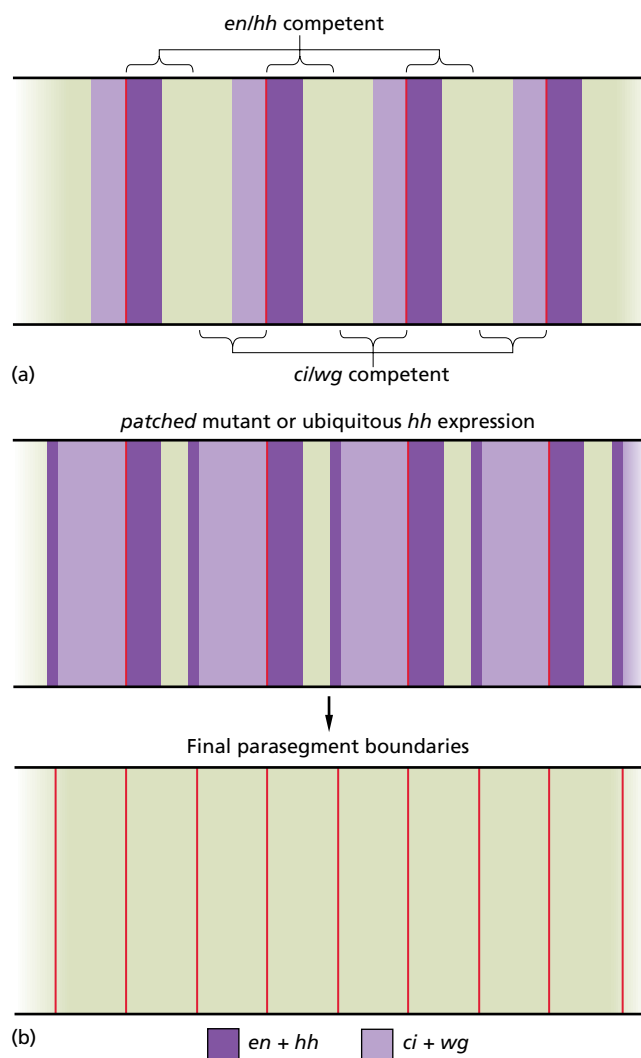 en/hh competent
(a)
ci/wg competent
patched mutant or ubiquitous hh expression
Final parasegment boundaries
(b)
en + hh
ci + wg